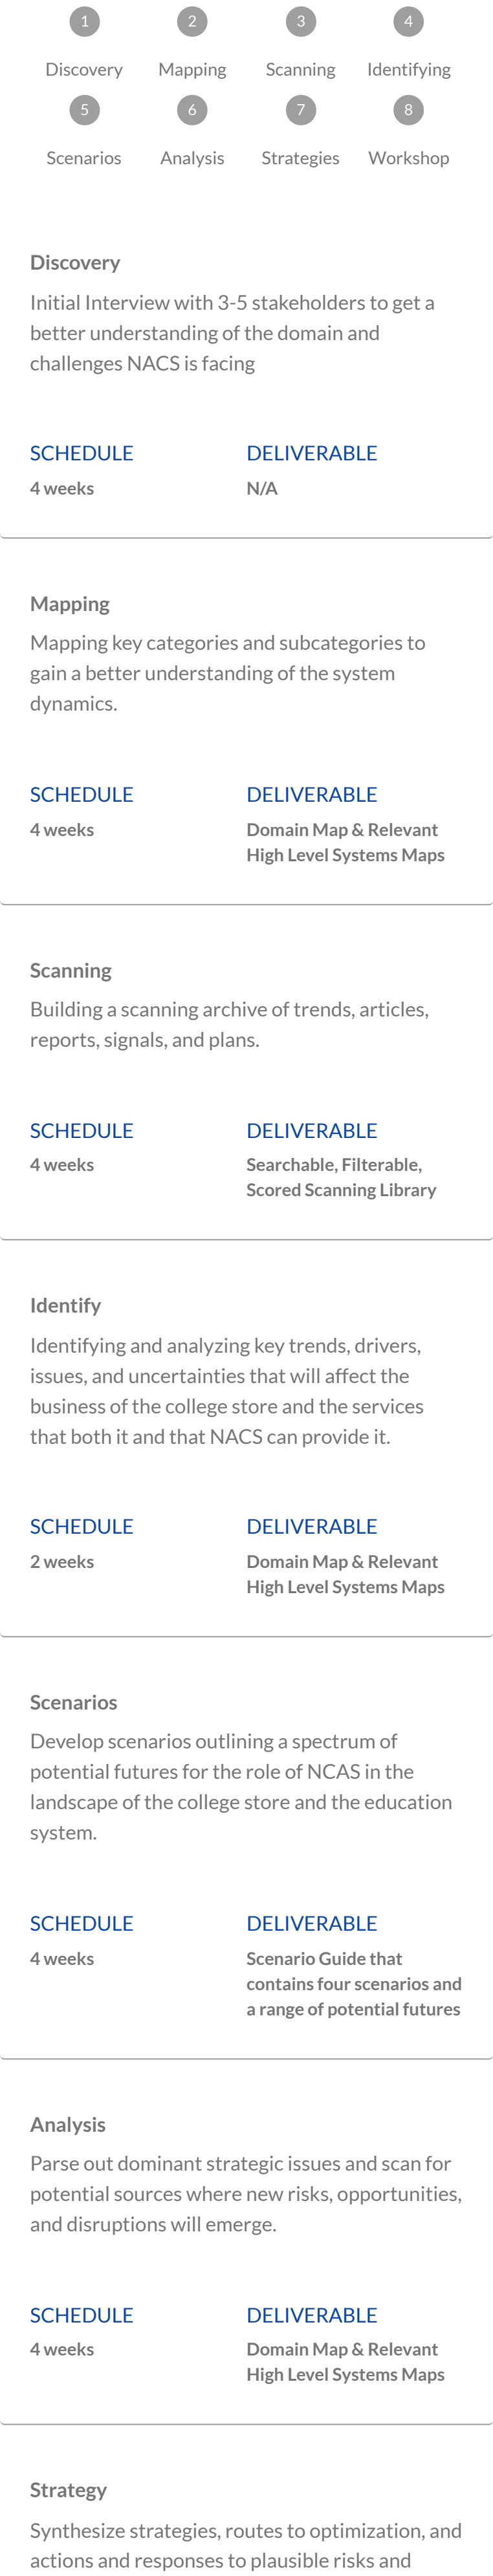 1 2 3 4
Discovery Mapping Scanning Identifying
5 6 7 8
Scenarios Analysis Strategies Workshop
Discovery
Initial Interview with 3-5 stakeholders to get a
better understanding of the domain and
challenges NACS is facing
SCHEDULE DELIVERABLE
4 weeks N/A
Mapping
Mapping key categories and subcategories to
gain a better understanding of the system
dynamics.
SCHEDULE DELIVERABLE
4 weeks Domain Map & Relevant
High Level Systems Maps
Scanning
Building a scanning archive of trends, articles,
reports, signals, and plans.
SCHEDULE DELIVERABLE
4 weeks Searchable, Filterable,
Scored Scanning Library
Identify
Identifying and analyzing key trends, drivers,
issues, and uncertainties that will affect the
business of the college store and the services
that both it and that NACS can provide it.
SCHEDULE DELIVERABLE
2 weeks Domain Map & Relevant
High Level Systems Maps
Scenarios
Develop scenarios outlining a spectrum of
potential futures for the role of NCAS in the
landscape of the college store and the education
system.
SCHEDULE DELIVERABLE
4 weeks Scenario Guide that
contains four scenarios and
a range of potential futures
Analysis
Parse out dominant strategic issues and scan for
potential sources where new risks, opportunities,
and disruptions will emerge.
SCHEDULE DELIVERABLE
4 weeks Domain Map & Relevant
High Level Systems Maps
Strategy
Synthesize strategies, routes to optimization, and
actions and responses to plausible risks and